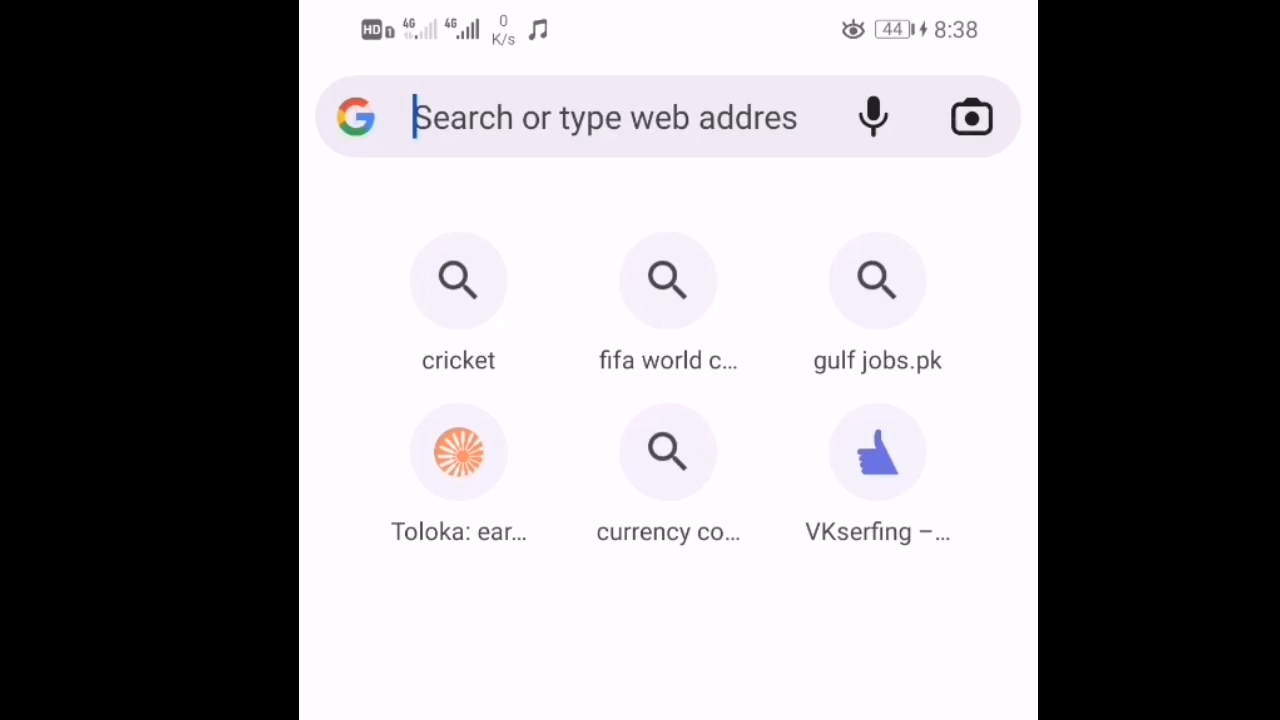 HD 1 4G 4G 0 K/s 44 8:38
Search or type web addres
cricket fifa world c... gulf jobs.pk
Toloka: ear... currency co... VKserfing –...